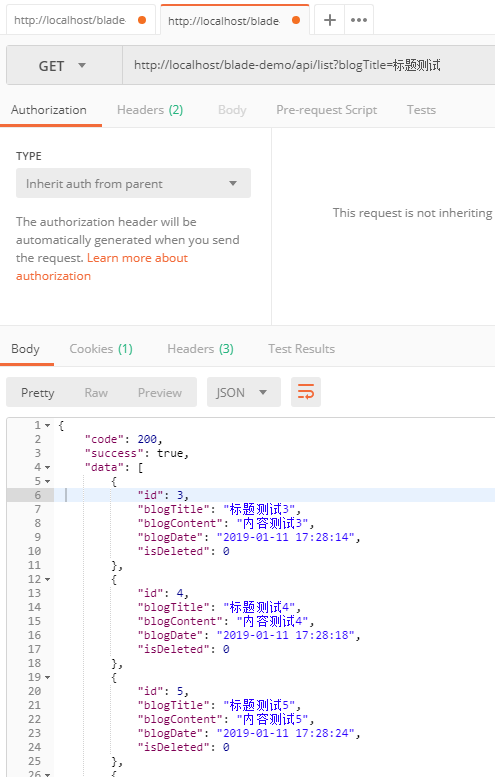 http://localhost/blade- http://localhost/blade-
GET http://localhost/blade-demo/api/list?blogTitle=标题测试
Authorization Headers (2) Body Pre-request Script Tests
TYPE
Inherit auth from parent
This request is not inheriting
The authorization header will be
automatically generated when you send
the request. Learn more about
authorization
Body Cookies (1) Headers (3) Test Results
Pretty Raw Preview JSON
1 {
2 "code": 200,
3 "success": true,
4 "data": [
5 {
6 "id": 3,
7 "blogTitle": "标题测试3",
8 "blogContent": "内容测试3",
9 "blogDate": "2019-01-11 17:28:14",
10 "isDeleted": 0
11 },
12 {
13 "id": 4,
14 "blogTitle": "标题测试4",
15 "blogContent": "内容测试4",
16 "blogDate": "2019-01-11 17:28:18",
17 "isDeleted": 0
18 },
19 {
20 "id": 5,
21 "blogTitle": "标题测试5",
22 "blogContent": "内容测试5",
23 "blogDate": "2019-01-11 17:28:24",
24 "isDeleted": 0
25 },
26 {